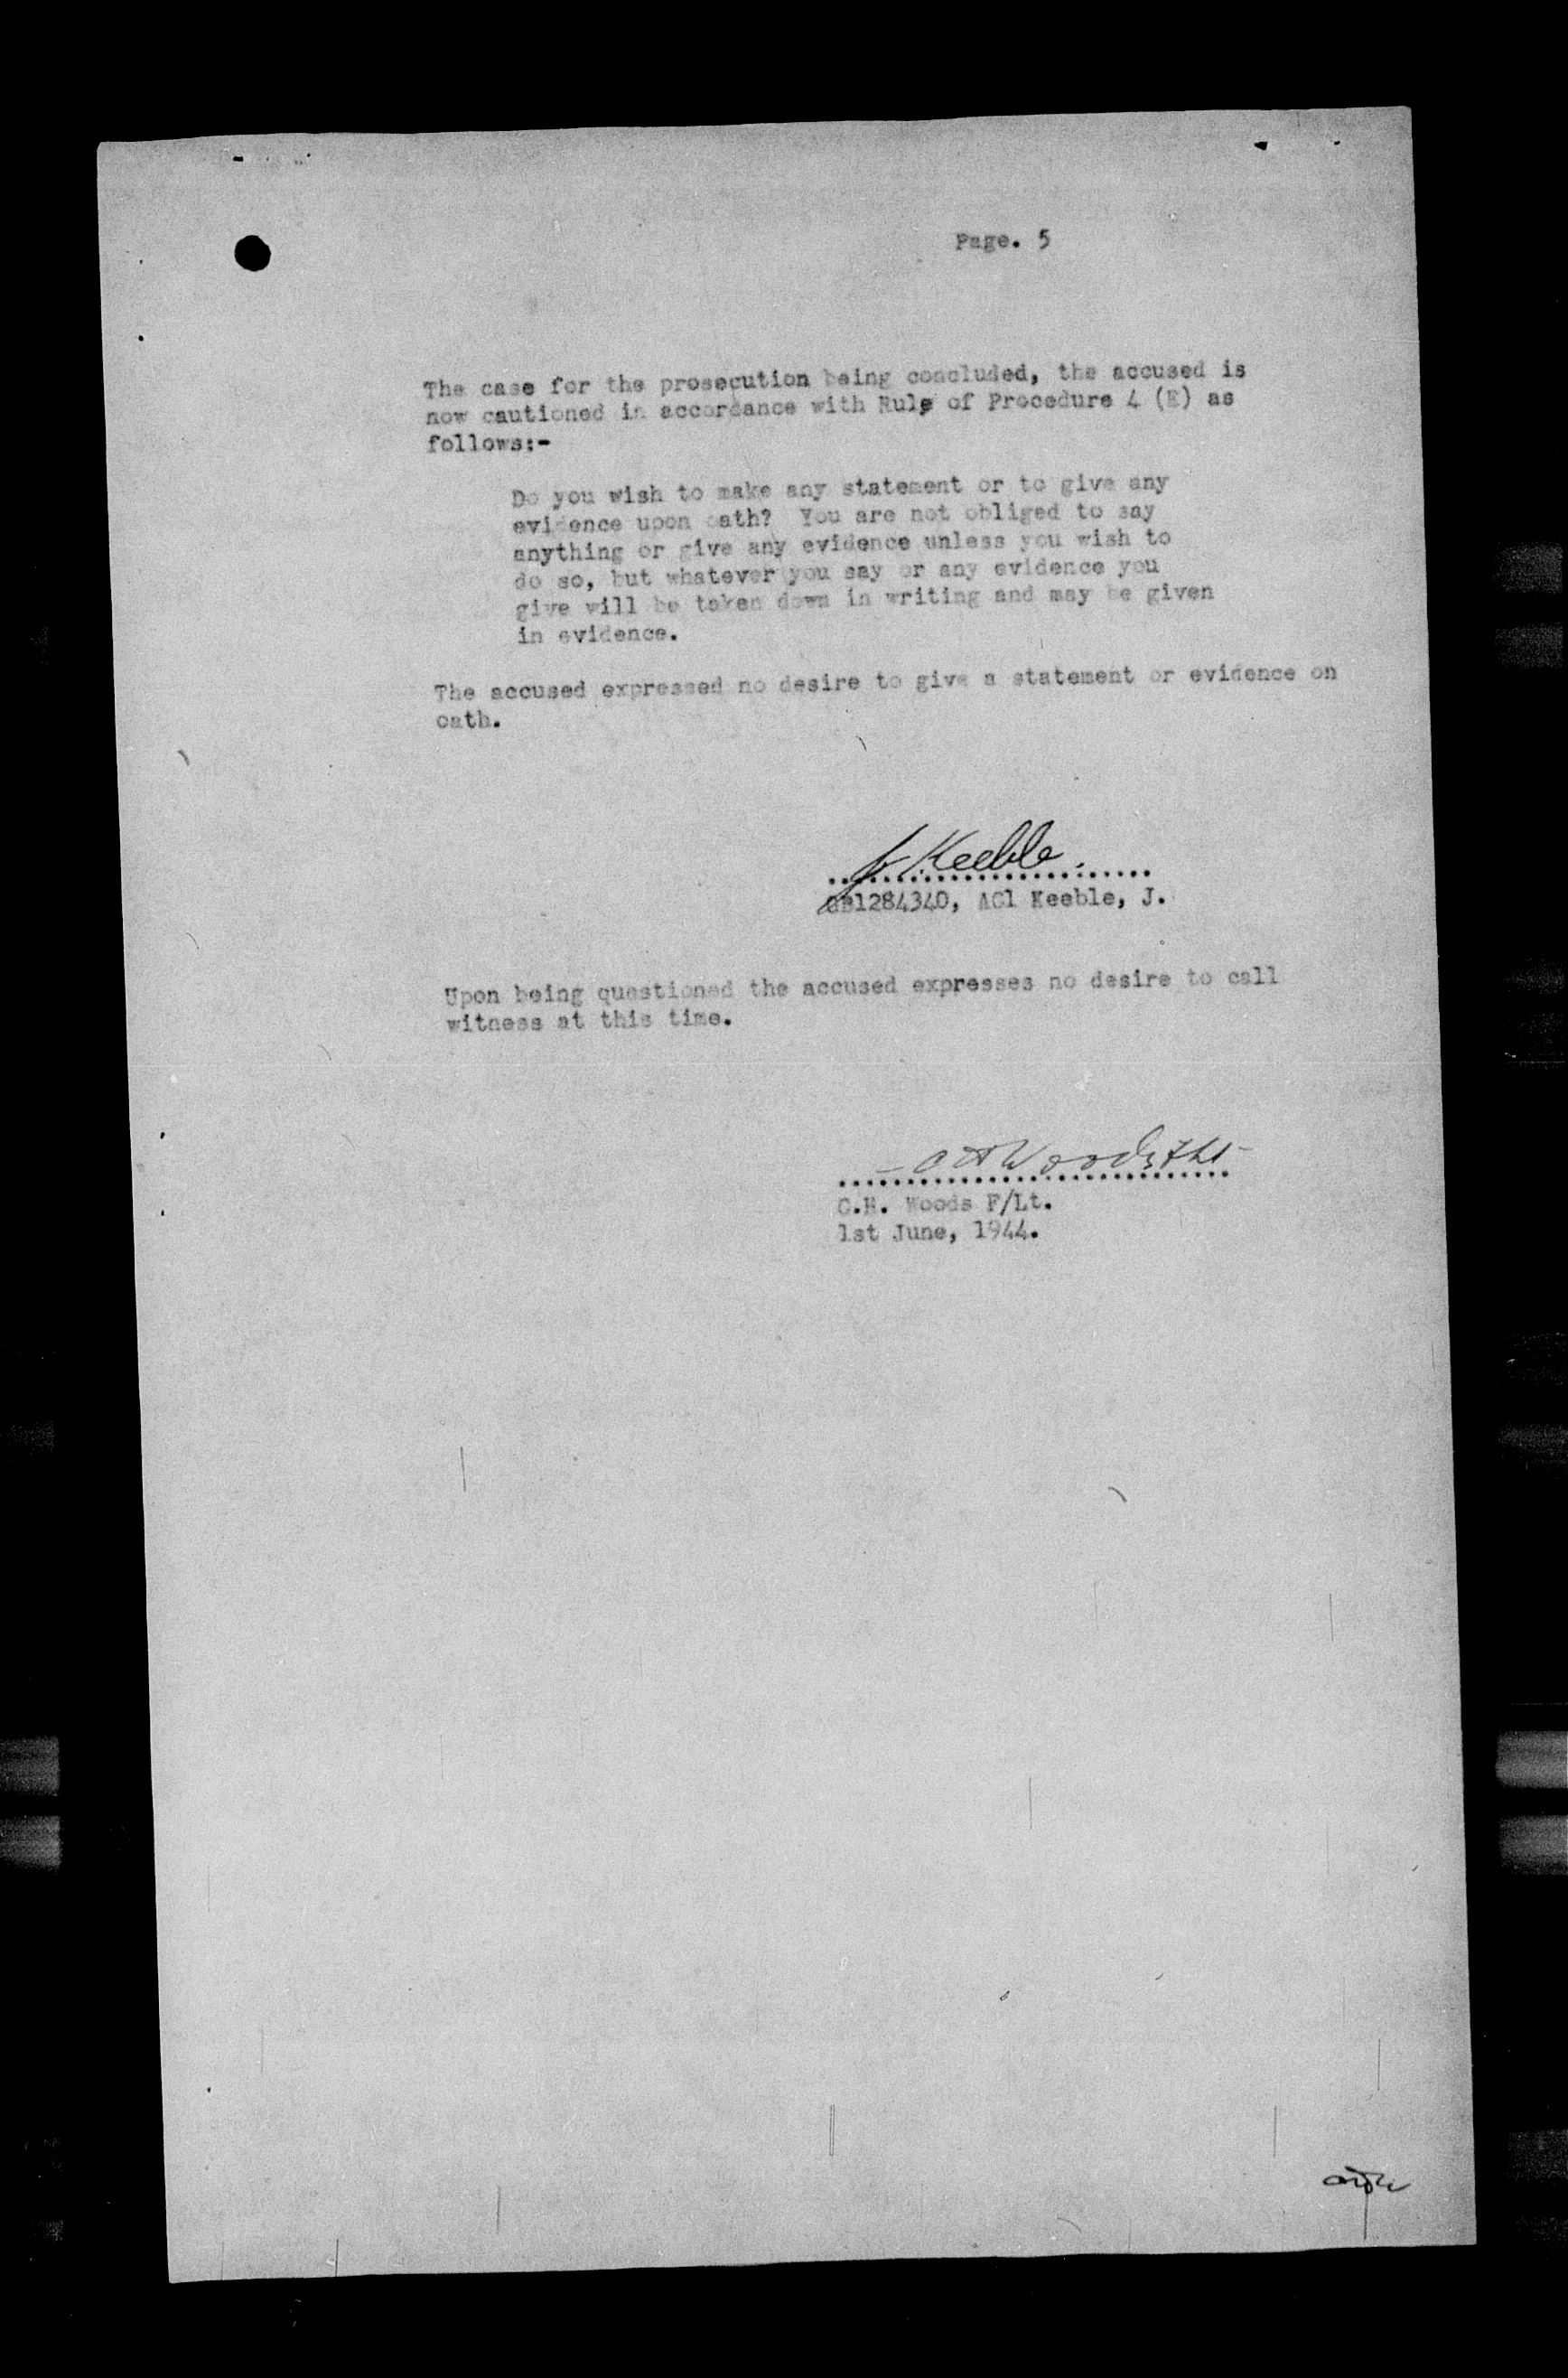 Page. 5
The case for the prosecution being concluded, the accused is
now cautioned in accordance with Rule of Procedure 4 (E) as
follows:-
Do you wish to make any statement or to give any
evidence upon oath? You are not obliged to say
anything or give any evidence unless you wish to
do so, but whatever you say or any evidence you
give will be taken down in writing and may be given
in evidence.
The accused expressed no desire to give a statement or evidence on
oath.
J. Keeble.
1284340, AC1 Keeble, J.
Upon being questioned the accused expresses no desire to call
witness at this time.
Woods F/Lt
C.H. Woods F/Lt.
1st June, 1944.